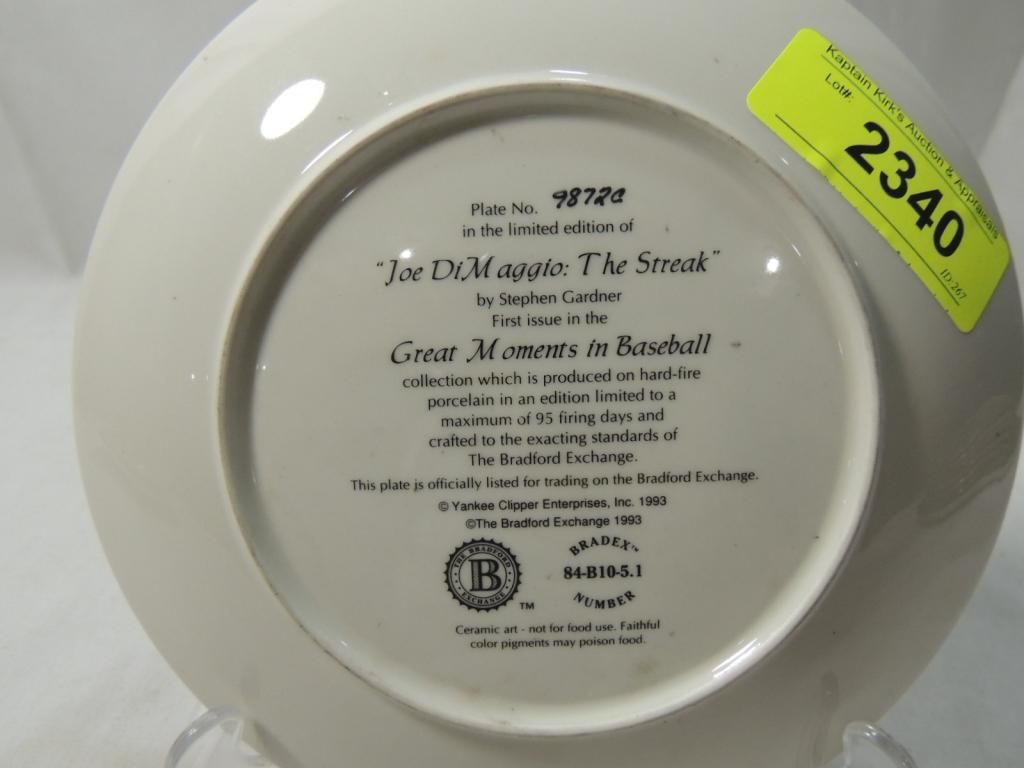 Kaptain Kirk's Auction & Appraisals
Lot#:
2340
ID:267
Plate No. 9872C
in the limited edition of
"Joe DiMaggio: The Streak"
by Stephen Gardner
First issue in the
Great Moments in Baseball
collection which is produced on hard-fire
porcelain in an edition limited to a
maximum of 95 firing days and
crafted to the exacting standards of
The Bradford Exchange.
This plate is officially listed for trading on the Bradford Exchange.
© Yankee Clipper Enterprises, Inc. 1993
©The Bradford Exchange 1993
THE BRADFORD
B
EXCHANGE
TM
BRADEX™
84-B10-5.1
NUMBER
Ceramic art - not for food use. Faithful
color pigments may poison food.